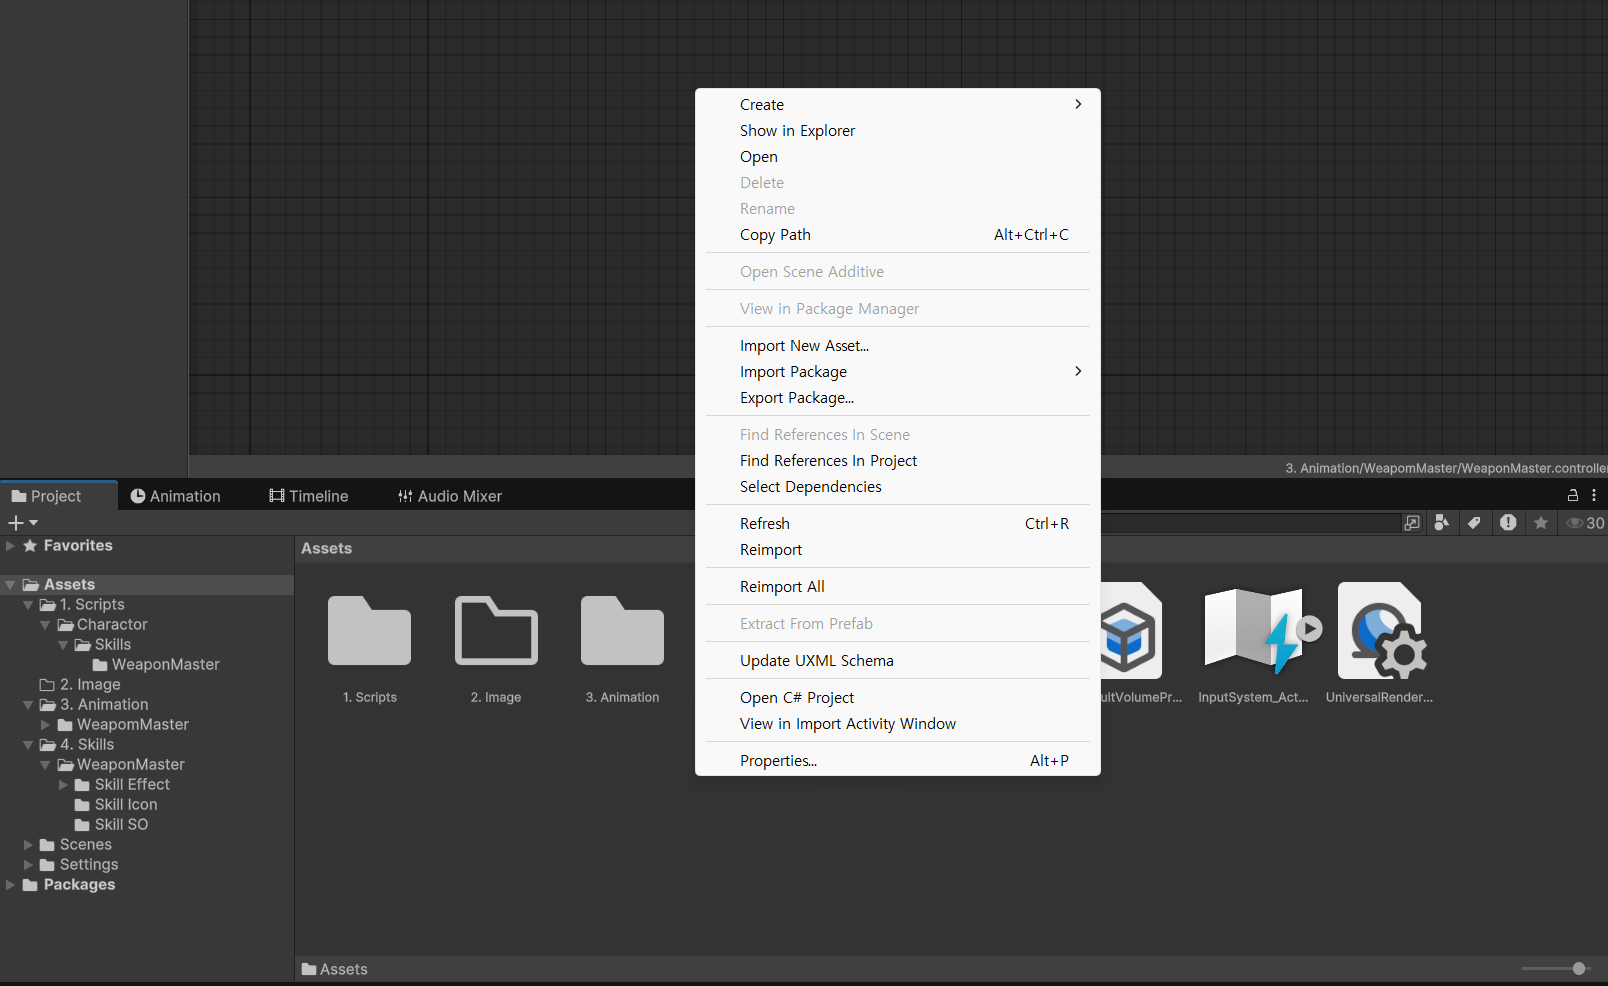 Create
Show in Explorer
Open
Delete
Rename
Copy Path Alt+Ctrl+C
Open Scene Additive
View in Package Manager
Import New Asset...
Import Package
Export Package...
Find References In Scene
Find References In Project
Select Dependencies
Refresh Ctrl+R
Reimport
Reimport All
Extract From Prefab
Update UXML Schema
Open C# Project
View in Import Activity Window
Properties... Alt+P
3. Animation/WeapomMaster/WeaponMaster.controller
Project Animation Timeline Audio Mixer
30
Favorites
Assets
1. Scripts
Charactor
Skills
WeaponMaster
2. Image
3. Animation
WeapomMaster
4. Skills
WeaponMaster
Skill Effect
Skill Icon
Skill SO
Scenes
Settings
Packages
Assets
1. Scripts
2. Image
3. Animation
ultVolumePr...
InputSystem_Act...
UniversalRender...
Assets